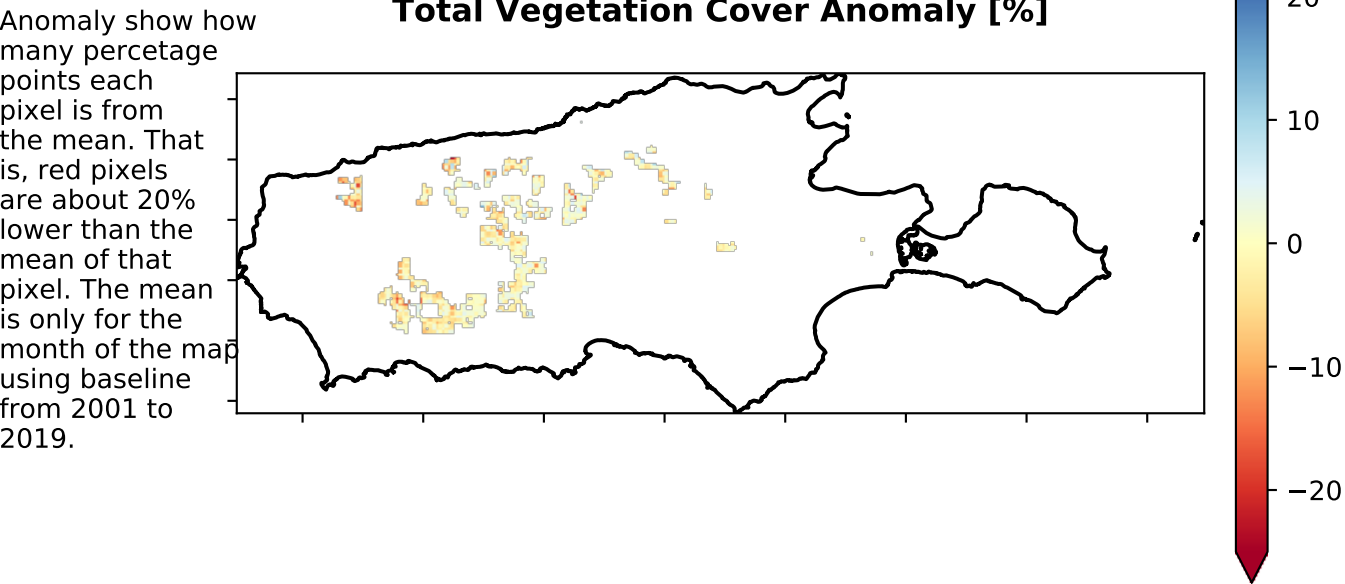 Total Vegetation Cover Anomaly [%]
Anomaly show how
many percetage
points each
pixel is from
the mean. That
is, red pixels
are about 20%
lower than the
mean of that
pixel. The mean
is only for the
month of the map
using baseline
from 2001 to
2019.
20
10
0
−10
−20